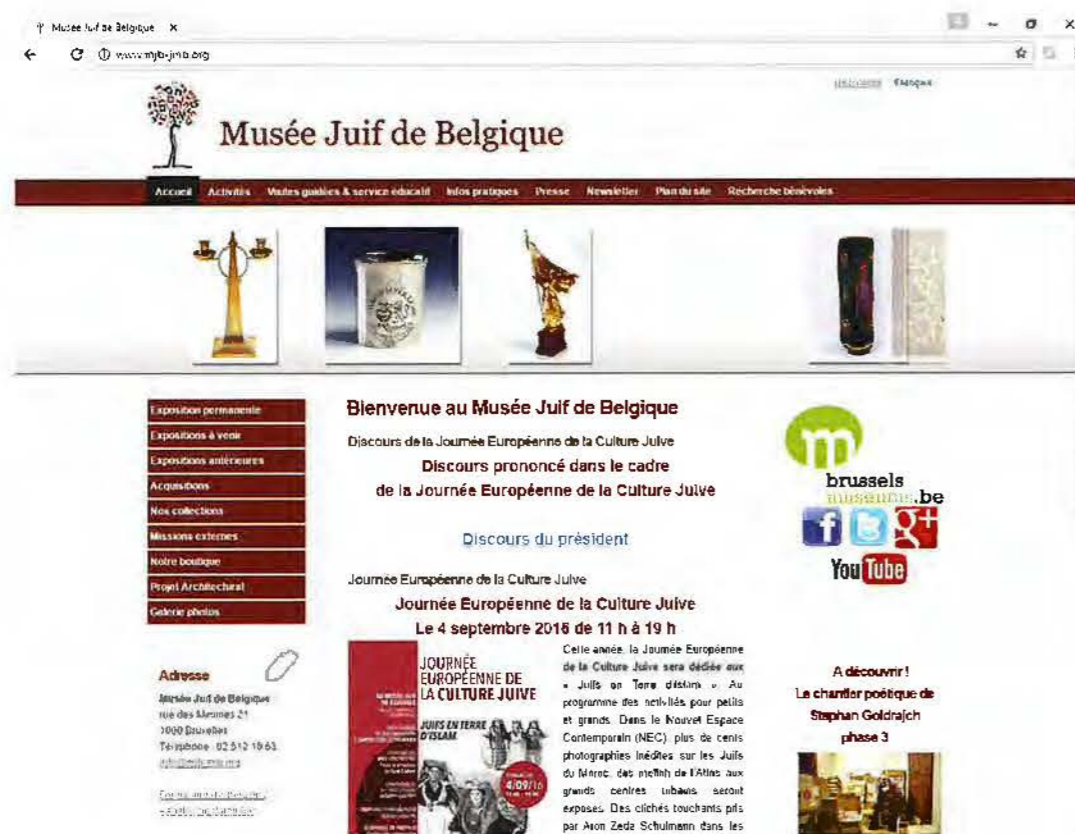 Musée Juif de Belgique
www.mjb-jmb.org
Français
Musée Juif de Belgique
Accueil Activités Visites guidées & service éducatif Infos pratiques Presse Newsletter Plan du site Recherche bénévoles
Exposition permanente
Expositions à venir
Expositions antérieures
Acquisitions
Nos collections
Missions externes
Notre boutique
Projet Architectural
Galerie photos
Adresse
Musée Juif de Belgique
rue des Minimes 21
1000 Bruxelles
Téléphone : 02 512 19 63
Bienvenue au Musée Juif de Belgique
Discours de la Journée Européenne de la Culture Juive
Discours prononcé dans le cadre
de la Journée Européenne de la Culture Juive
Discours du président
Journée Européenne de la Culture Juive
Journée Européenne de la Culture Juive
Le 4 septembre 2016 de 11 h à 19 h
JOURNÉE
EUROPÉENNE DE
LA CULTURE JUIVE
JUIFS EN TERRE
D'ISLAM
4/09/16
Cette année, la Journée Européenne
de la Culture Juive sera dédiée aux
« Juifs en Terre d'Islam ». Au
programme des activités pour petits
et grands. Dans le Nouvel Espace
Contemporain (NEC), plus de cents
photographies inédites sur les Juifs
du Maroc, des mellah de l'Atlas aux
grands centres urbains seront
exposes. Des clichés touchants pris
par Aron Zede Schulmann dans les
m
brussels
museums.be
f t g+
YouTube
A découvrir !
Le chantier poétique de
Stephan Goldrajch
phase 3